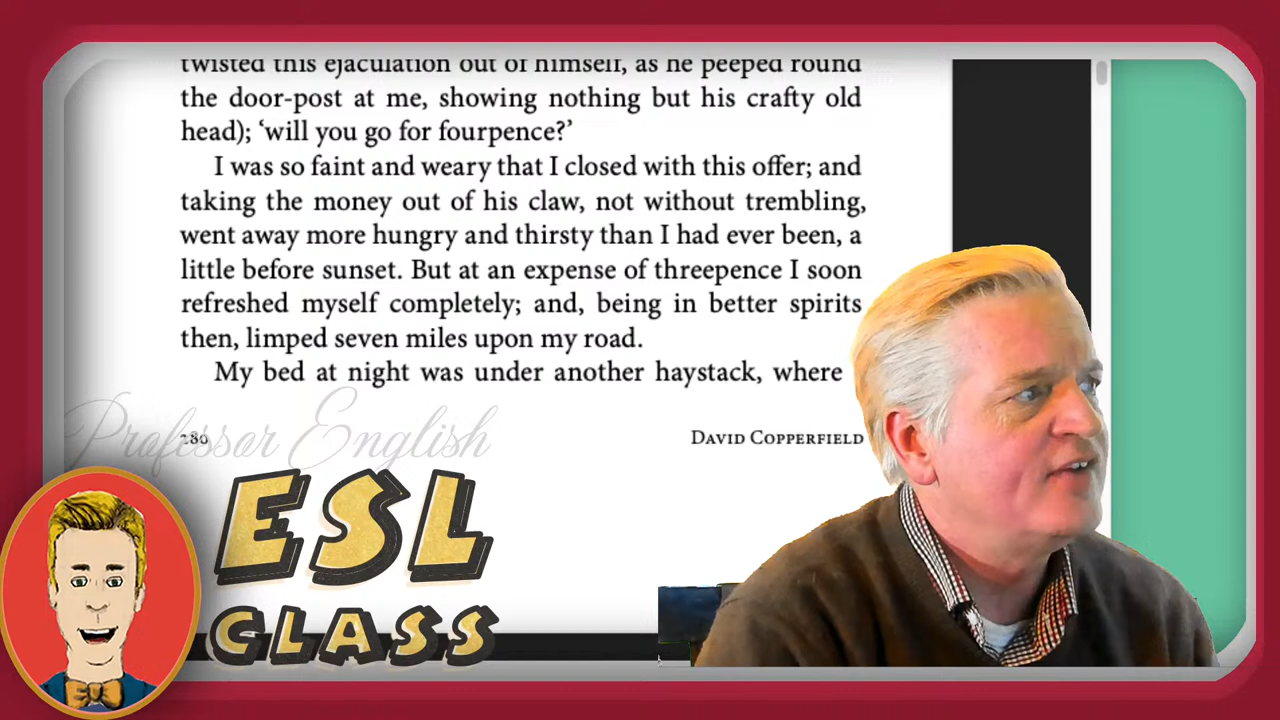 twisted this ejaculation out of himself, as he peeped round
the door-post at me, showing nothing but his crafty old
head); ‘will you go for fourpence?’
I was so faint and weary that I closed with this offer; and
taking the money out of his claw, not without trembling,
went away more hungry and thirsty than I had ever been, a
little before sunset. But at an expense of threepence I soon
refreshed myself completely; and, being in better spirits
then, limped seven miles upon my road.
My bed at night was under another haystack, where
280
David Copperfield
Professor English
ESL
CLASS